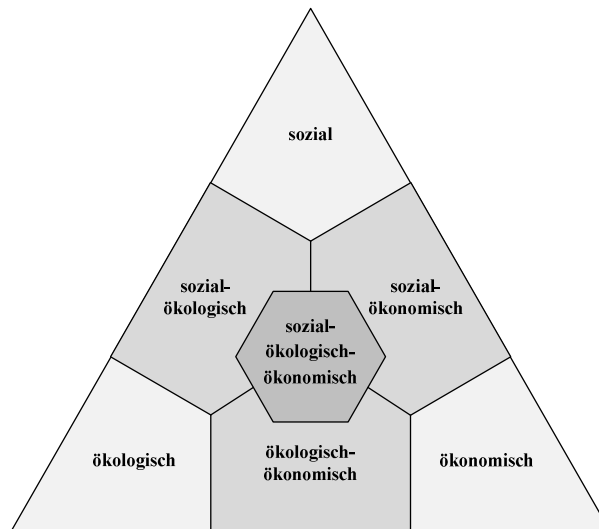 sozial
sozial-
ökologisch
sozial-
ökonomisch
sozial-
ökologisch-
ökonomisch
ökologisch
ökologisch-
ökonomisch
ökonomisch